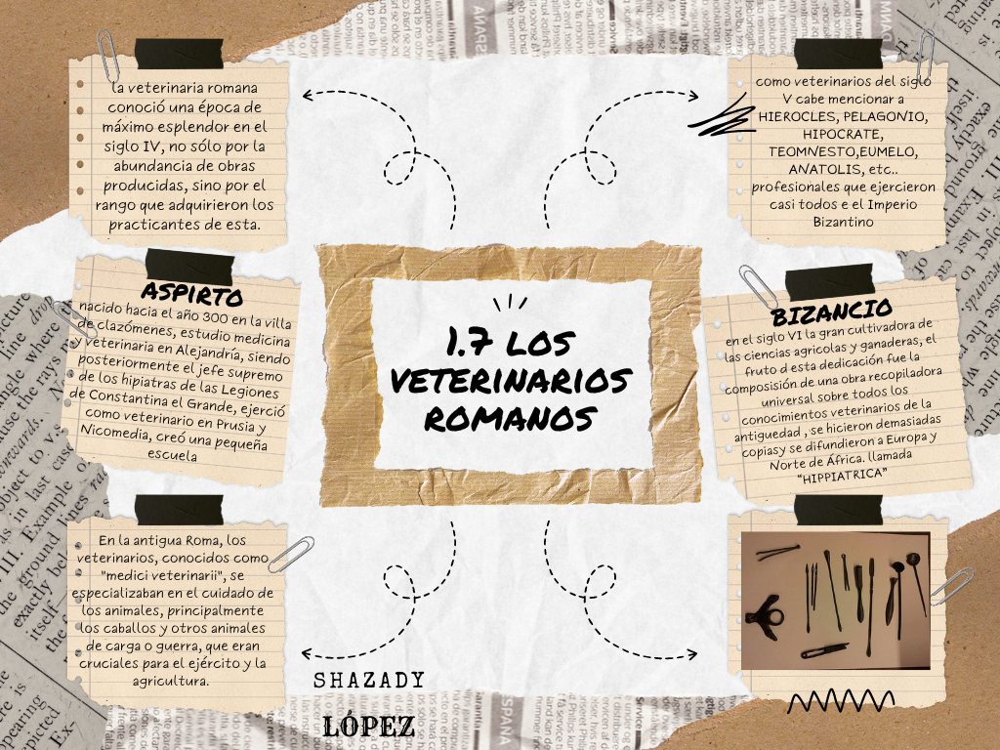 la veterinaria romana
conoció una época de
máximo esplendor en el
siglo IV, no sólo por la
abundancia de obras
producidas, sino por el
rango que adquirieron los
practicantes de esta.
como veterinarios del siglo
V cabe mencionar a
HIEROCLES, PELAGONIO,
HIPOCRATE,
TEOMNESTO,EUMELO,
ANATOLIS, etc..
profesionales que ejercieron
casi todos e el Imperio
Bizantino
ASPIRTO
nacido hacia el año 300 en la villa
de clazómenes, estudio medicina
y veterinaria en Alejandría, siendo
posteriormente el jefe supremo
de los hipiatras de las Legiones
de Constantina el Grande, ejerció
como veterinario en Prusia y
Nicomedia, creó una pequeña
escuela
1.7 LOS
VETERINARIOS
ROMANOS
BIZANCIO
en el siglo VI la gran cultivadora de
las ciencias agricolas y ganaderas, el
fruto d esta dedicación fue la
composición de una obra recopiladora
universal sobre todos los
conocimientos veterinarios de la
antiguedad , se hicieron demasiadas
copiasy se difundieron a Europa y
Norte de África. llamada
"HIPPIATRICA"
En la antigua Roma, los
veterinarios, conocidos como
"medici veterinarii", se
especializaban en el cuidado de
los animales, principalmente
los caballos y otros animales
de carga o guerra, que eran
cruciales para el ejército y la
agricultura.
SHAZADY
LÓPEZ